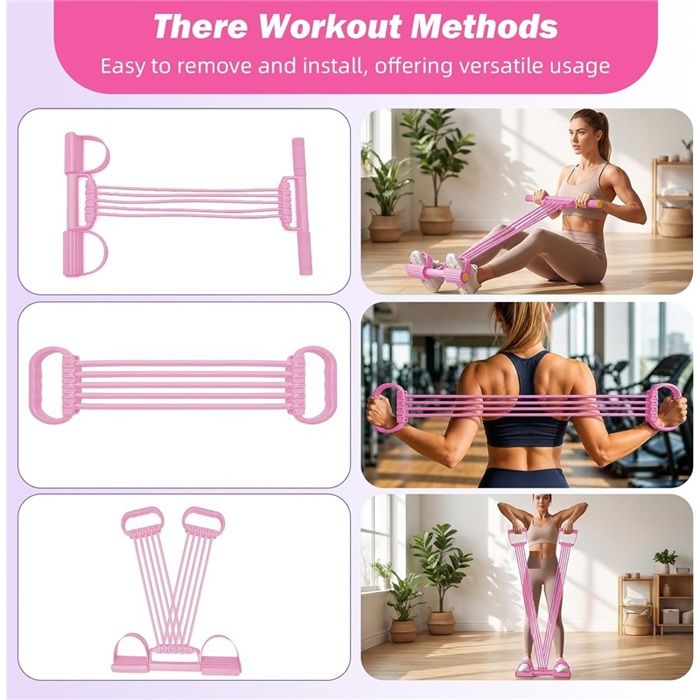 There Workout Methods
Easy to remove and install, offering versatile usage